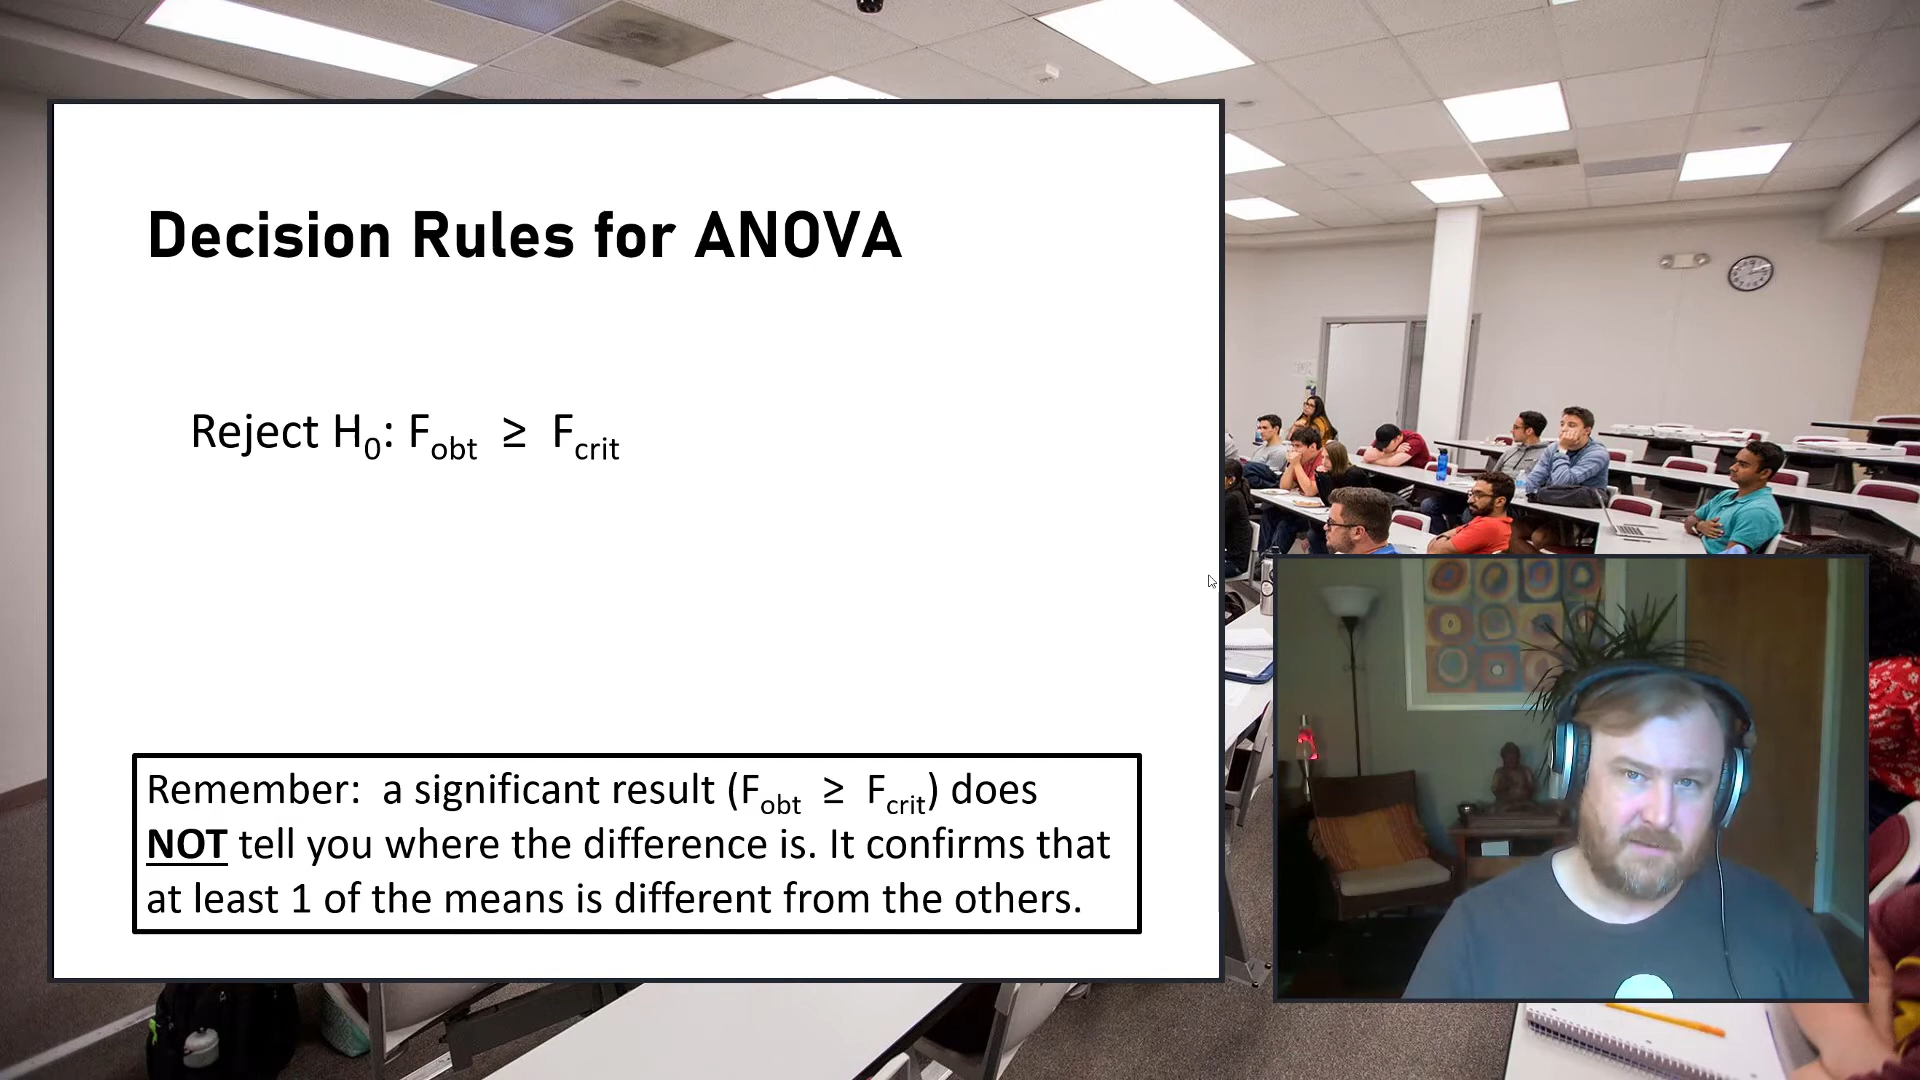 Decision Rules for ANOVA
Reject H₀: Fobt ≥ Fcrit
Remember: a significant result (Fobt ≥ Fcrit) does
NOT tell you where the difference is. It confirms that
at least 1 of the means is different from the others.